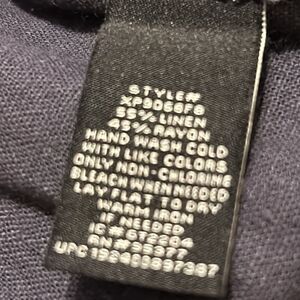 STYLE#
55% LINEN
45% RAYON
HAND WASH COLD
WITH LIKE COLORS
ONLY NON-CHLORINE
BLEACH WHEN NEEDED
LAY FLAT TO DRY
WARM IRON
IF NEEDED
UPC